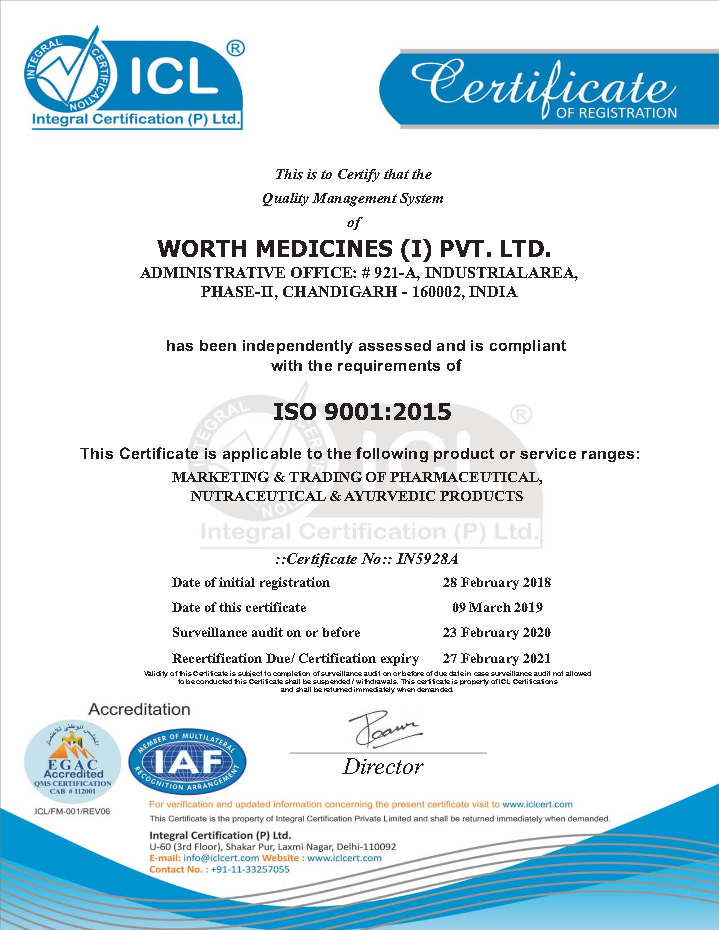 INTEGRAL CERTIFICATION
ICL ®
Integral Certification (P) Ltd.
Certificate
OF REGISTRATION
This is to Certify that the
Quality Management System
of
WORTH MEDICINES (I) PVT. LTD.
ADMINISTRATIVE OFFICE: # 921-A, INDUSTRIALAREA,
PHASE-II, CHANDIGARH - 160002, INDIA
has been independently assessed and is compliant
with the requirements of
ISO 9001:2015
This Certificate is applicable to the following product or service ranges:
MARKETING & TRADING OF PHARMACEUTICAL,
NUTRACEUTICAL & AYURVEDIC PRODUCTS
INTEGRAL CERTIFICATION
ICL ®
Integral Certification (P) Ltd.
::Certificate No:: IN5928A
Date of initial registration 28 February 2018
Date of this certificate 09 March 2019
Surveillance audit on or before 23 February 2020
Recertification Due/ Certification expiry 27 February 2021
Validity of this Certificate is subject to completion of surveillance audit on or before of due date in case surveillance audit not allowed
to be conducted this Certificate shall be suspended / withdrawals. This certificate is property of ICL Certifications
and shall be returned immediately when demanded.
Accreditation
EGAC
Accredited
QMS CERTIFICATION
CAB # 112001
MEMBER OF MULTILATERAL
IAF
RECOGNITION ARRANGEMENT
Director
ICL/FM-001/REV06
For verification and updated information concerning the present certificate visit to www.iclcert.com
This Certificate is the property of Integral Certification Private Limited and shall be returned immediately when demanded.
Integral Certification (P) Ltd.
U-60 (3rd Floor), Shakar Pur, Laxmi Nagar, Delhi-110092
E-mail: info@iclcert.com Website : www.iclcert.com
Contact No. : +91-11-33257055